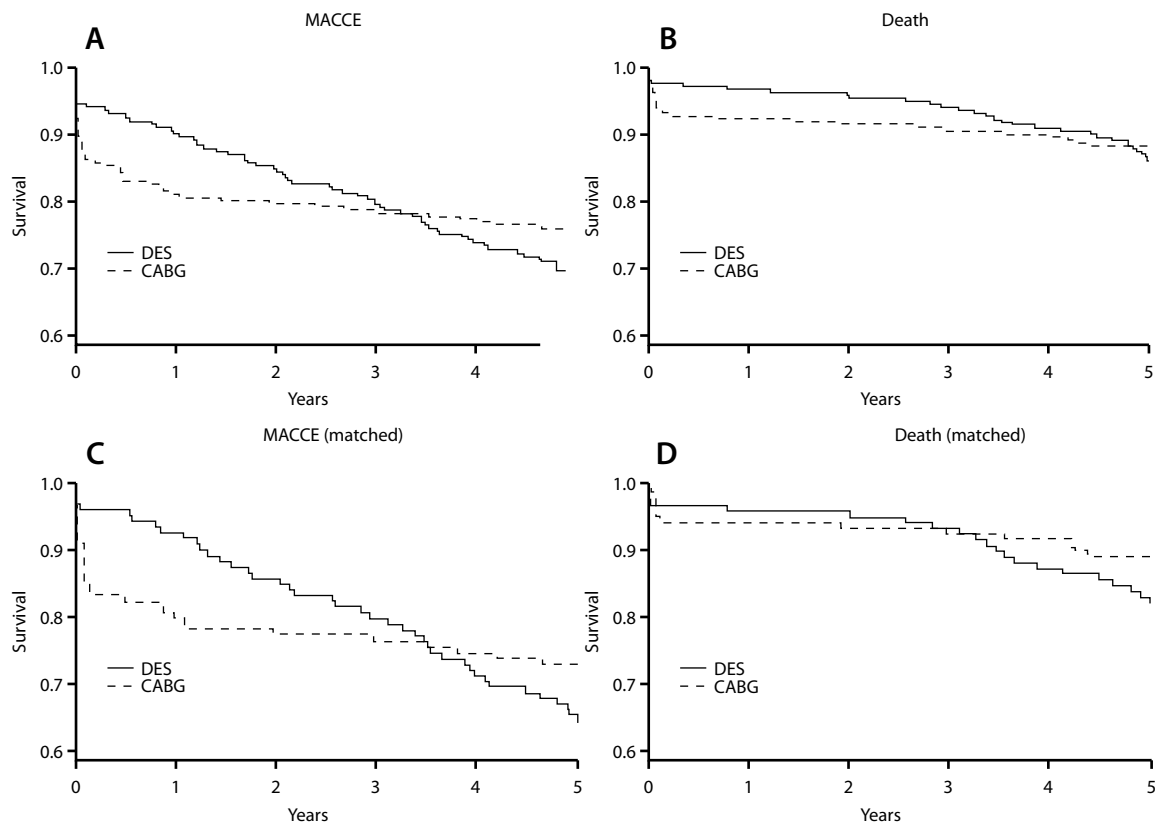 MACCE
A
1.0
0.9
0.8
0.7
0.6
Survival
DES
CABG
0 1 2 3 4
Years
Death
B
1.0
0.9
0.8
0.7
0.6
Survival
DES
CABG
0 1 2 3 4 5
Years
MACCE (matched)
C
1.0
0.9
0.8
0.7
0.6
Survival
DES
CABG
0 1 2 3 4 5
Years
Death (matched)
D
1.0
0.9
0.8
0.7
0.6
Survival
DES
CABG
0 1 2 3 4 5
Years